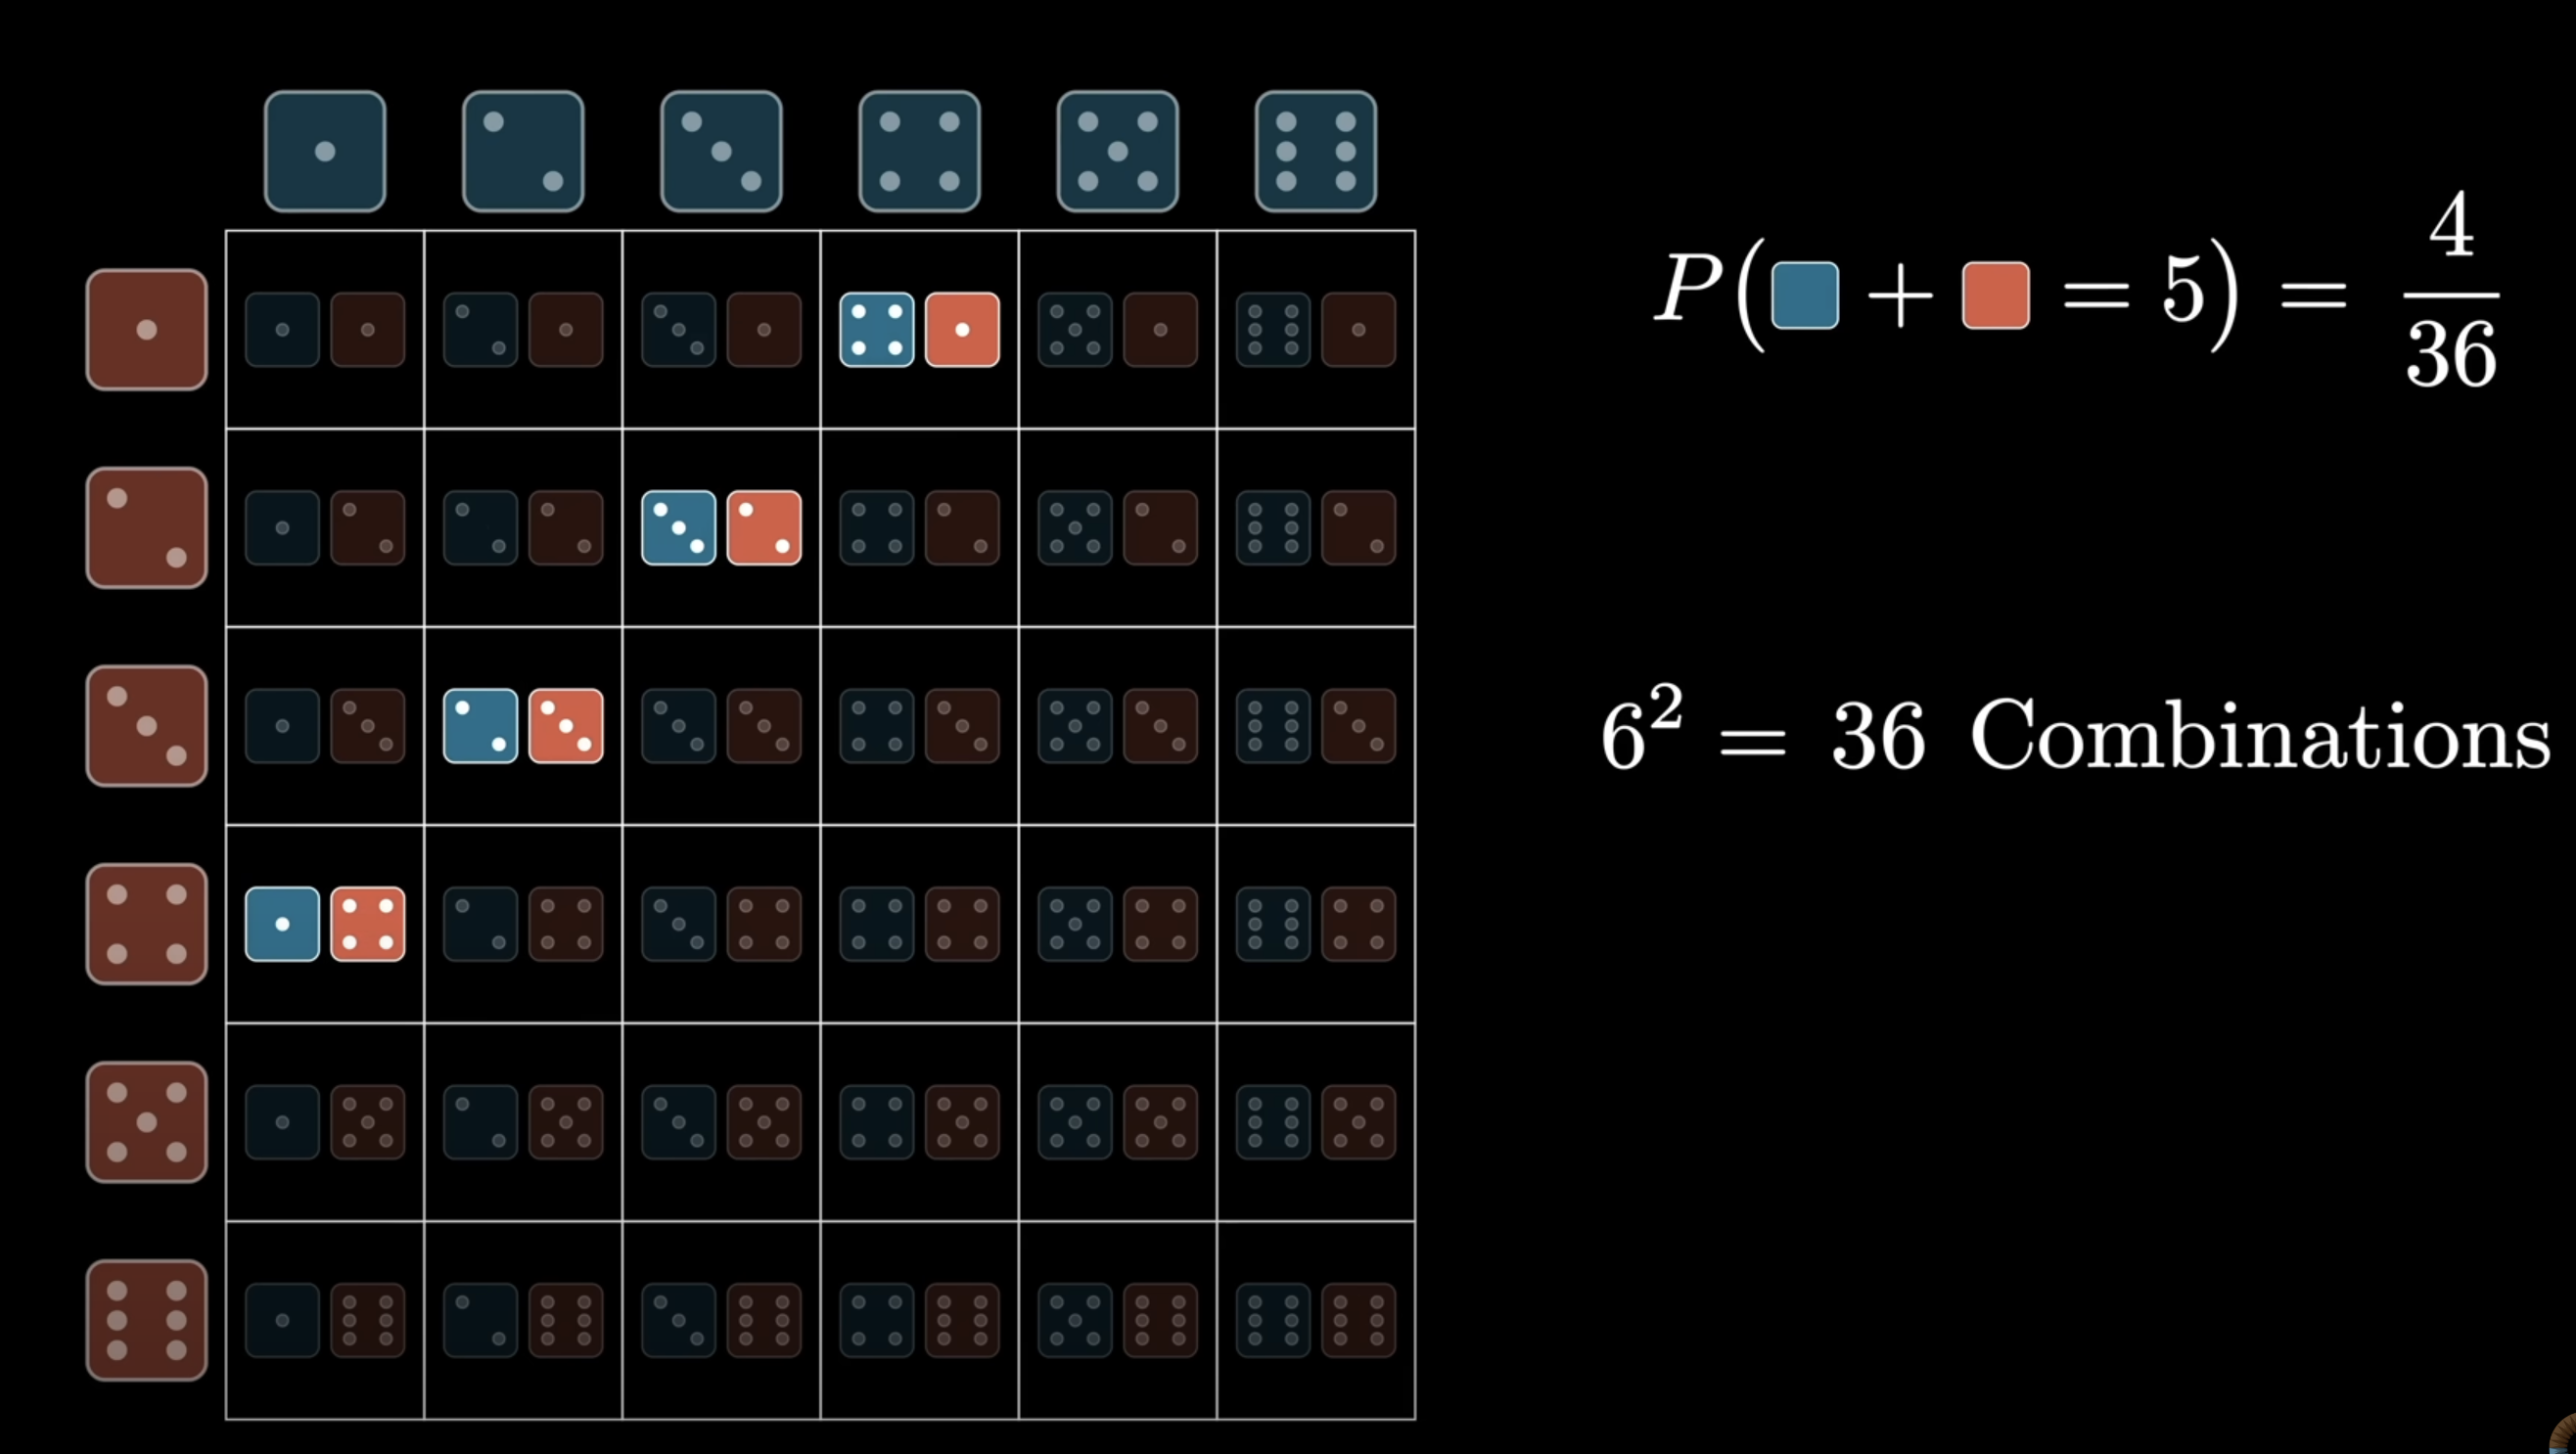 P(■ + ■ = 5) = 4/36
6² = 36 Combinations